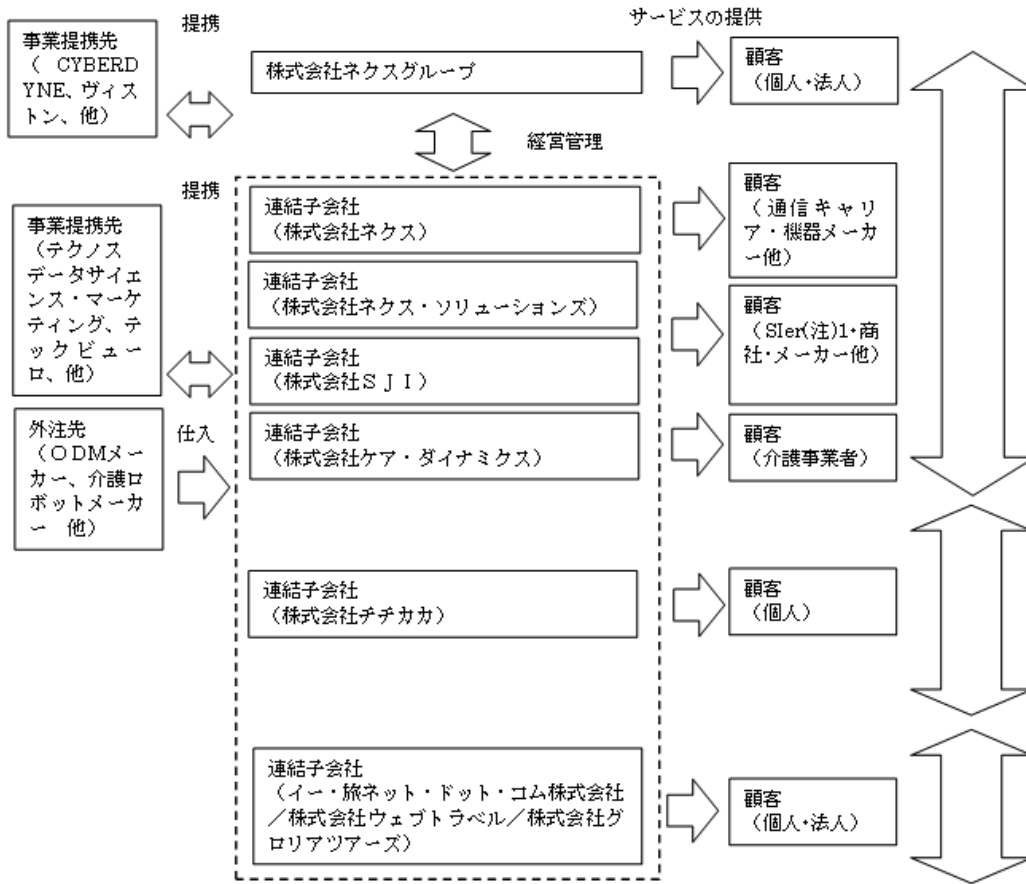 サービスの提供
提携
事業提携先
（　CYBERD
YNE、ヴィス
トン、他）
株式会社ネクスグループ
顧客
（個人・法人）
経営管理
提携
事業提携先
（テクノス
データサイエ
ンス・マーケ
ティング、テ
ックビュー
ロ、他）
連結子会社
（株式会社ネクス）
顧客
（通信キャリ
ア・機器メーカ
ー他）
連結子会社
（株式会社ネクス・ソリューションズ）
顧客
（SIer(注)1・商
社・メーカー他）
連結子会社
（株式会社ＳＪＩ）
外注先
（ＯＤＭメー
カー、介護ロ
ボットメーカ
ー　他）
仕入
連結子会社
（株式会社ケア・ダイナミクス）
顧客
（介護事業者）
連結子会社
（株式会社チチカカ）
顧客
（個人）
連結子会社
（イー・旅ネット・ドット・コム株式会社
／株式会社ウェブトラベル／株式会社グ
ロリアツアーズ）
顧客
（個人・法人）